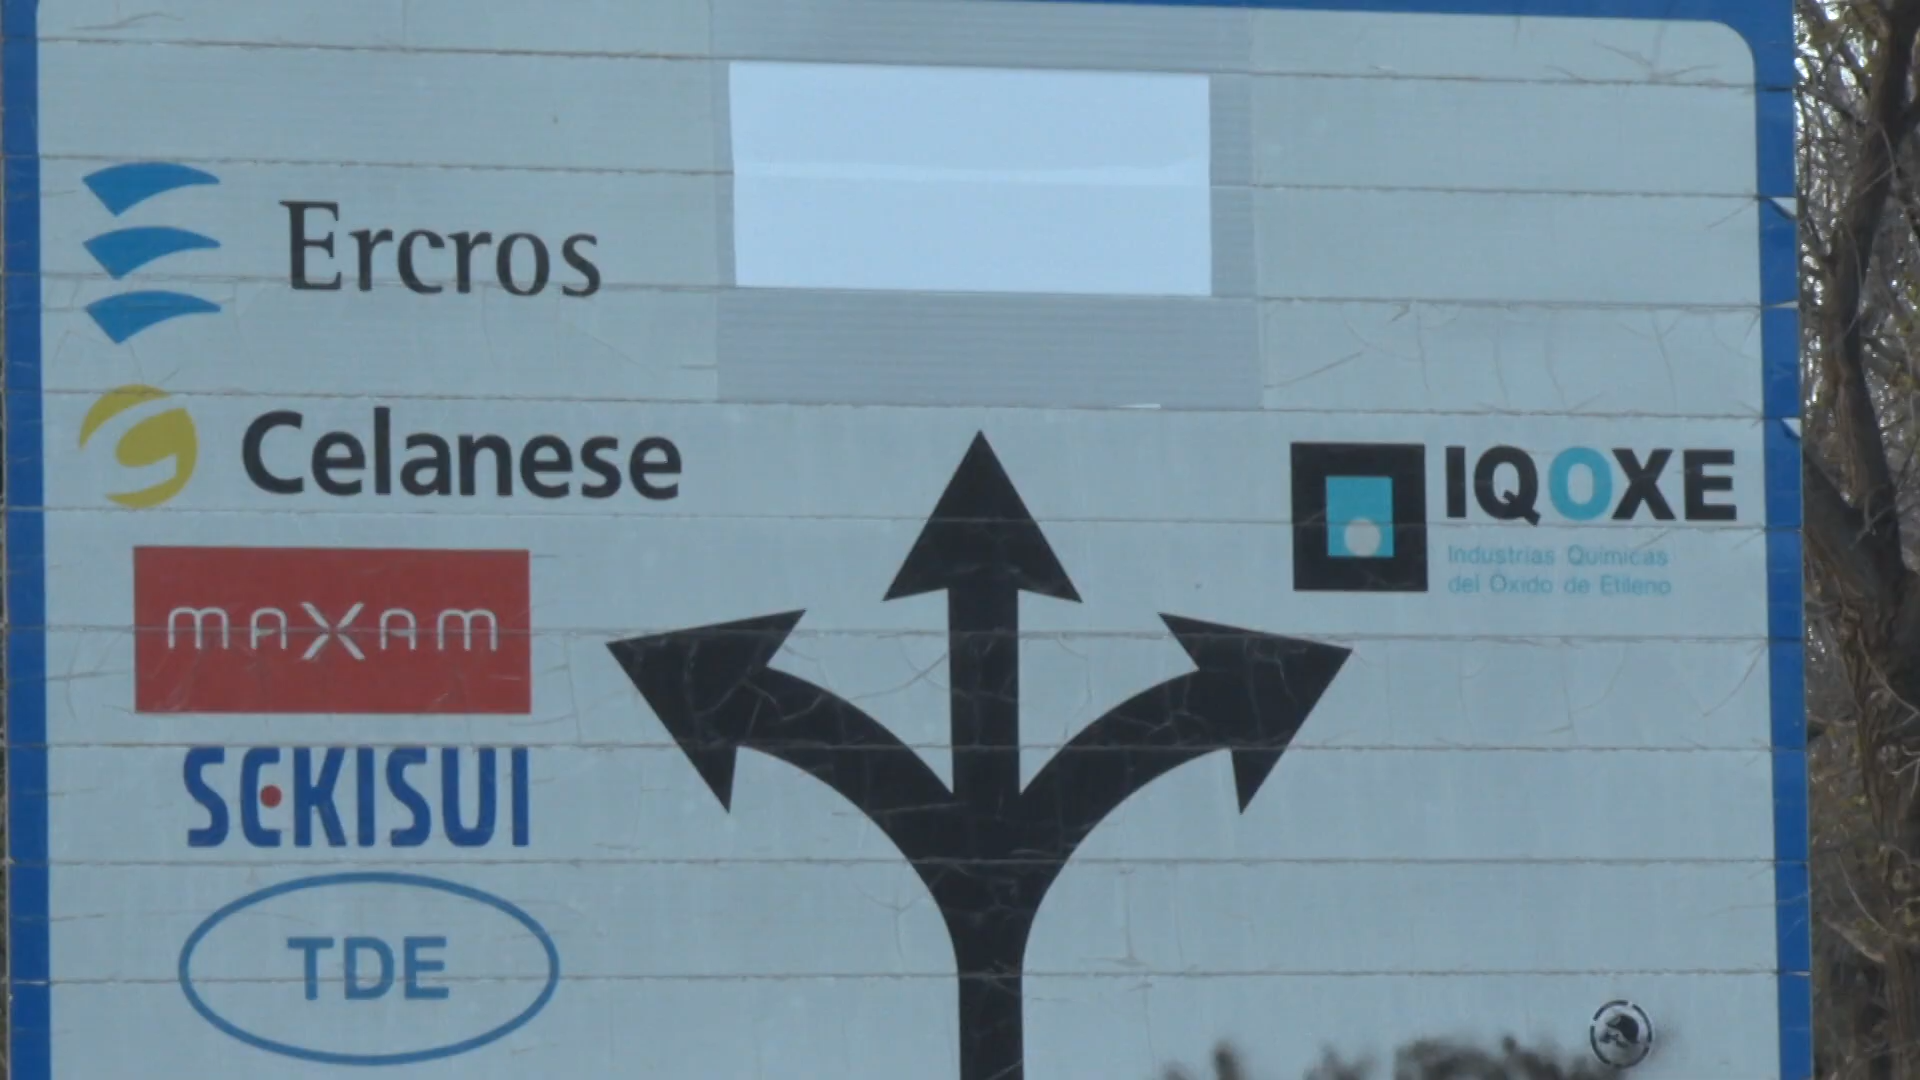 Ercros
Celanese
IQOXE
Industrias Químicas
del Óxido de Etileno
MAXAM
SEKISUI
TDE